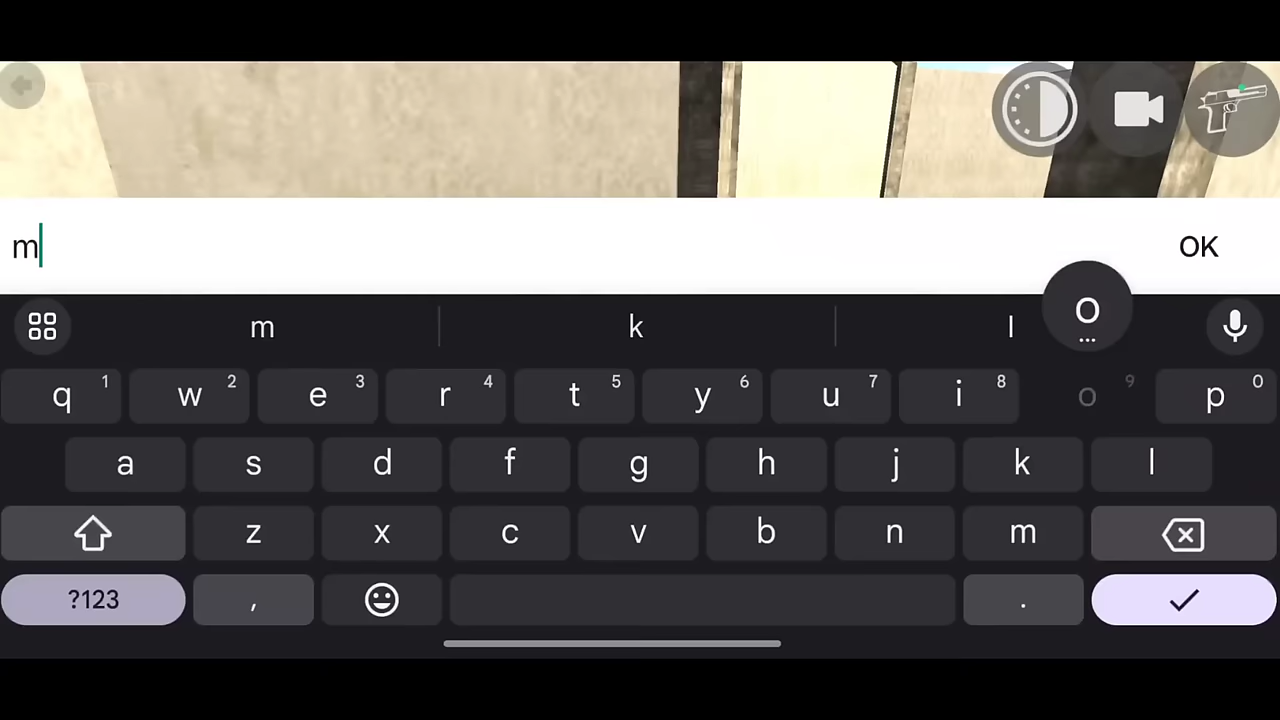 m
OK
m k l o
q 1 w 2 e 3 r 4 t 5 y 6 u 7 i 8 o 9 p 0
a s d f g h j k l
z x c v b n m
?123 , .